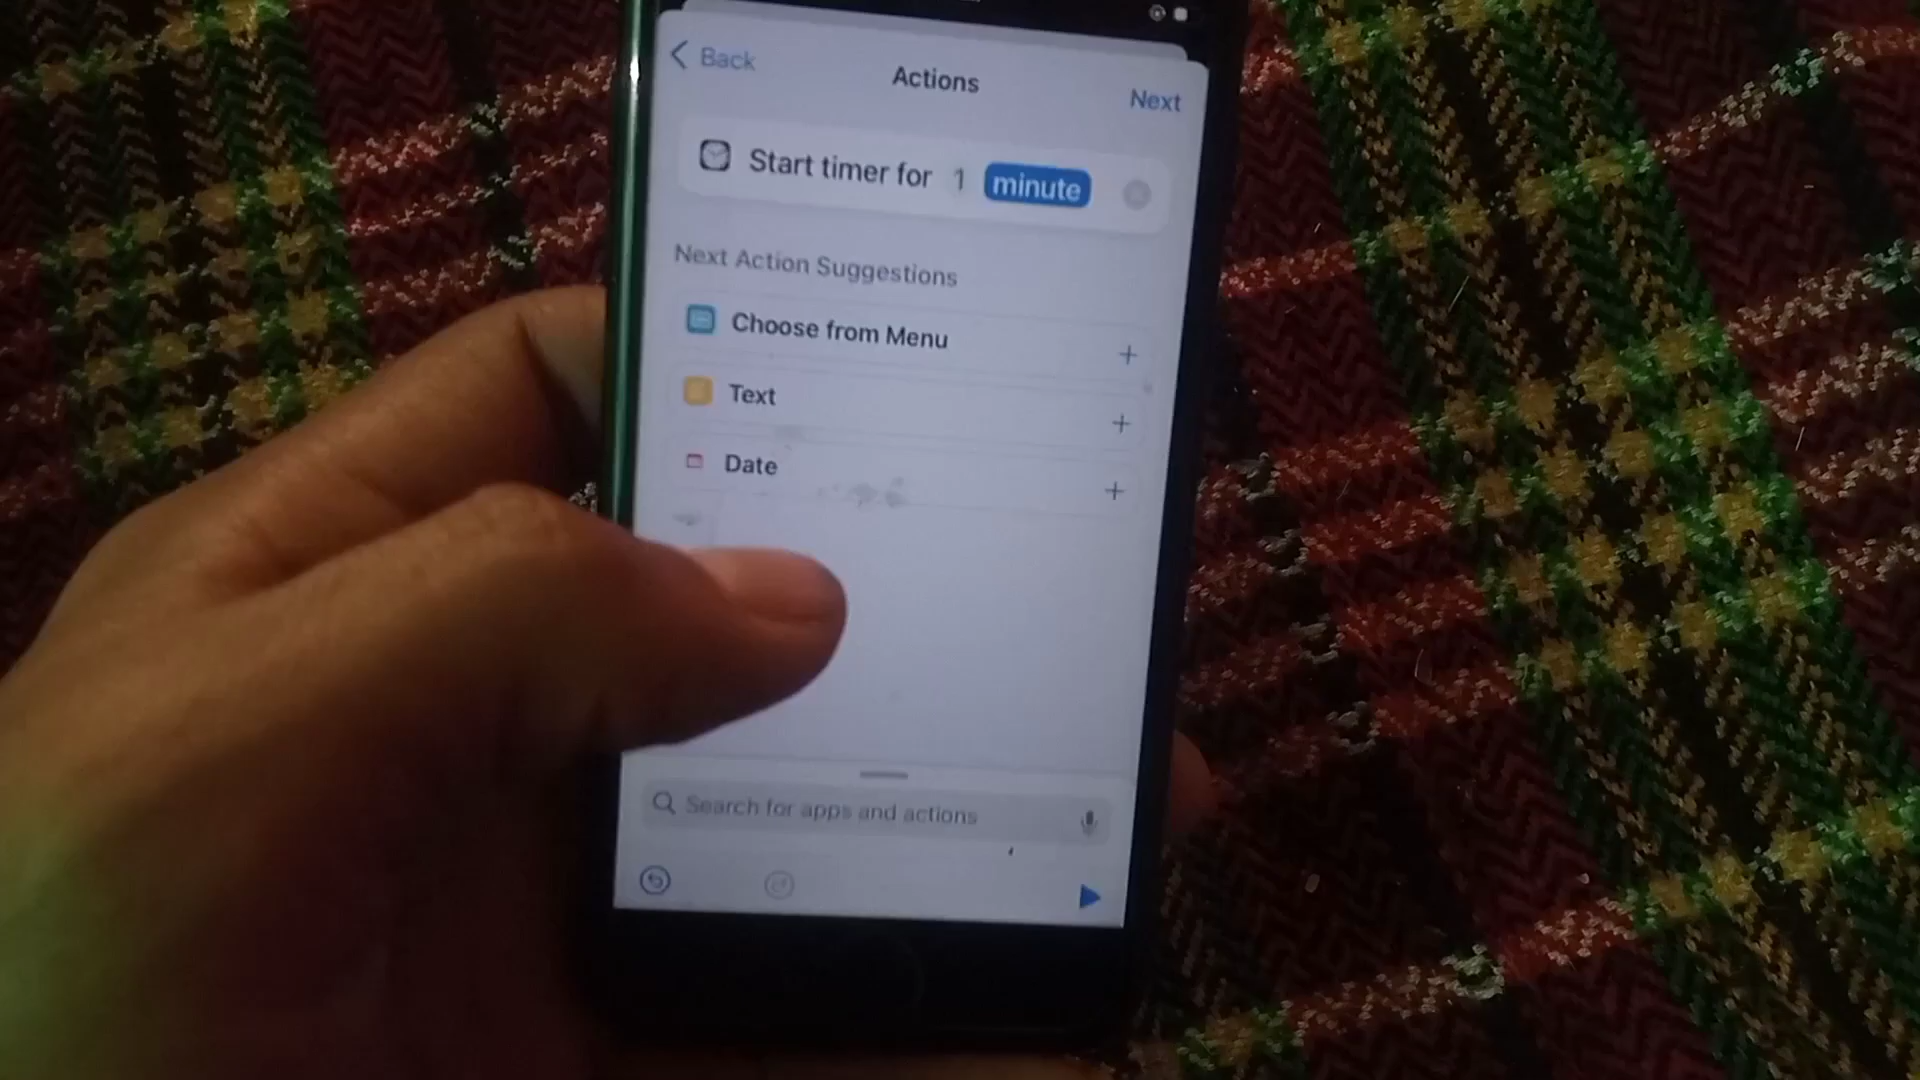 Back
Actions
Next
Start timer for 1 minute
Next Action Suggestions
Choose from Menu
Text
Date
Search for apps and actions